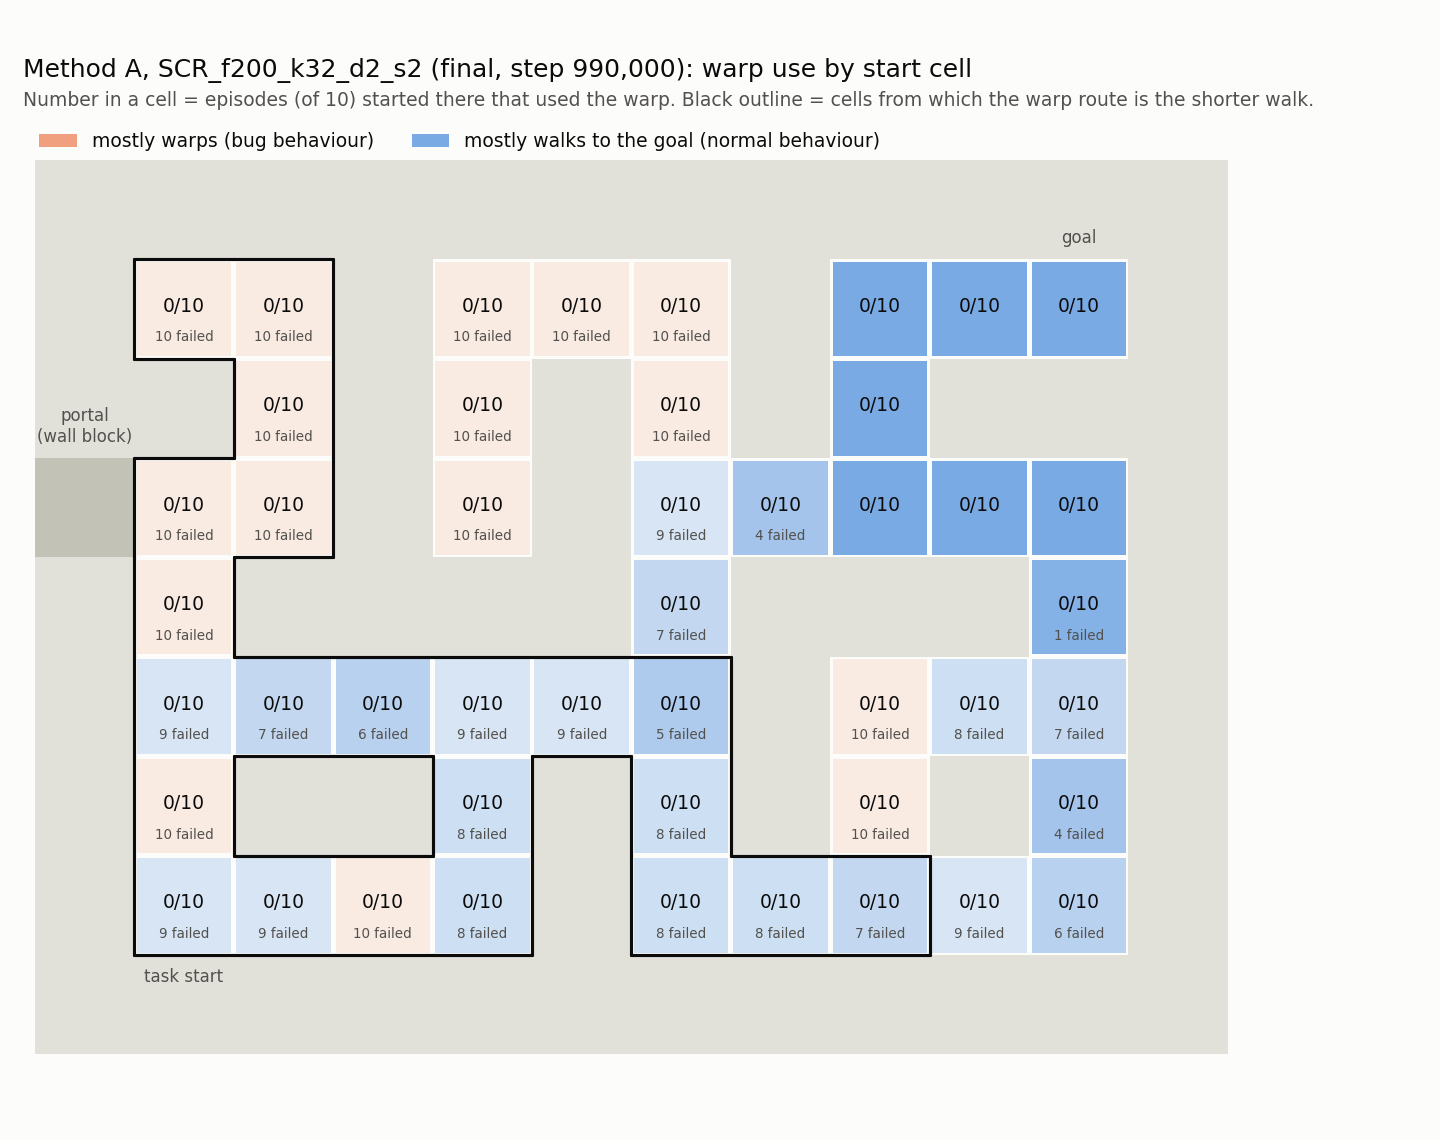 Method A, SCR_f200_k32_d2_s2 (final, step 990,000): warp use by start cell
Number in a cell = episodes (of 10) started there that used the warp. Black outline = cells from which the warp route is the shorter walk.
mostly warps (bug behaviour) mostly walks to the goal (normal behaviour)
goal
0/10 0/10 0/10 0/10 0/10 0/10 0/10 0/10
10 failed 10 failed 10 failed 10 failed 10 failed
0/10 0/10 0/10 0/10
10 failed 10 failed 10 failed
portal
(wall block)
0/10 0/10 0/10 0/10 0/10 0/10 0/10 0/10
10 failed 10 failed 10 failed 9 failed 4 failed
0/10 0/10 0/10
10 failed 7 failed 1 failed
0/10 0/10 0/10 0/10 0/10 0/10 0/10 0/10 0/10
9 failed 7 failed 6 failed 9 failed 9 failed 5 failed 10 failed 8 failed 7 failed
0/10 0/10 0/10 0/10 0/10
10 failed 8 failed 8 failed 10 failed 4 failed
0/10 0/10 0/10 0/10 0/10 0/10 0/10 0/10 0/10
9 failed 9 failed 10 failed 8 failed 8 failed 8 failed 7 failed 9 failed 6 failed
task start